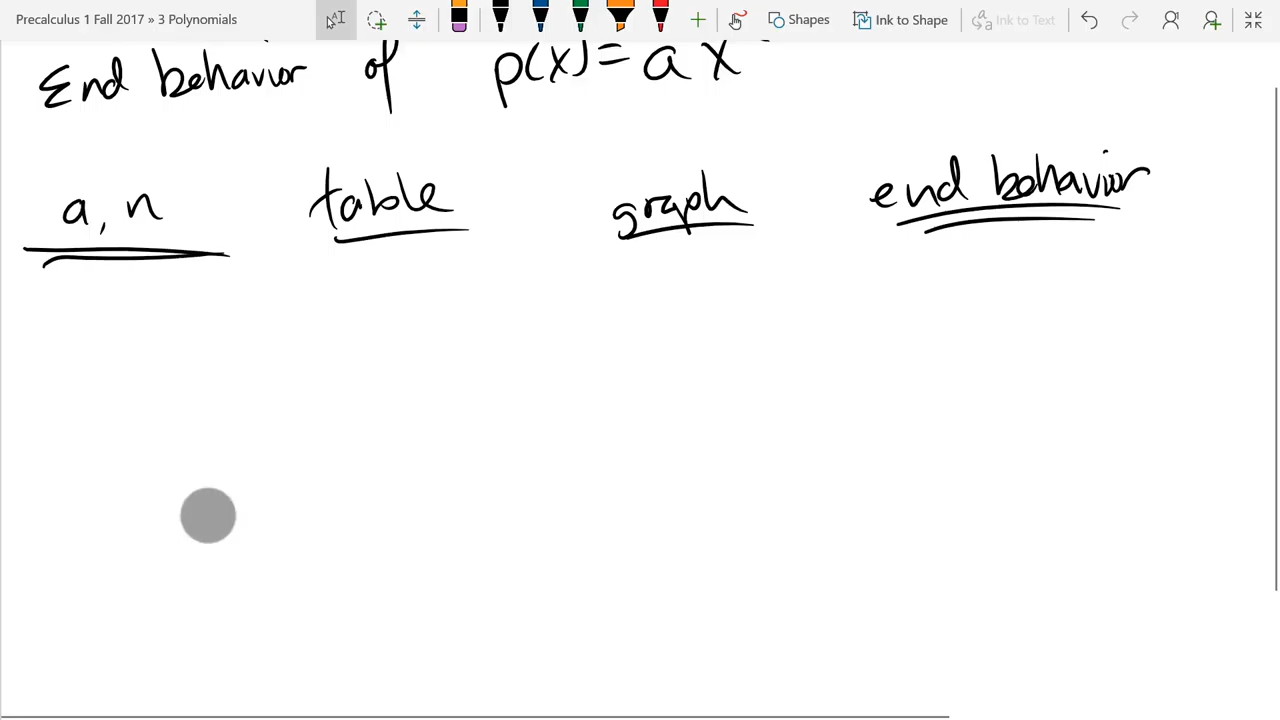 Precalculus 1 Fall 2017 » 3 Polynomials
Shapes
Ink to Shape
Ink to Text
End behavior of p(x) = a x
a, n table graph end behavior